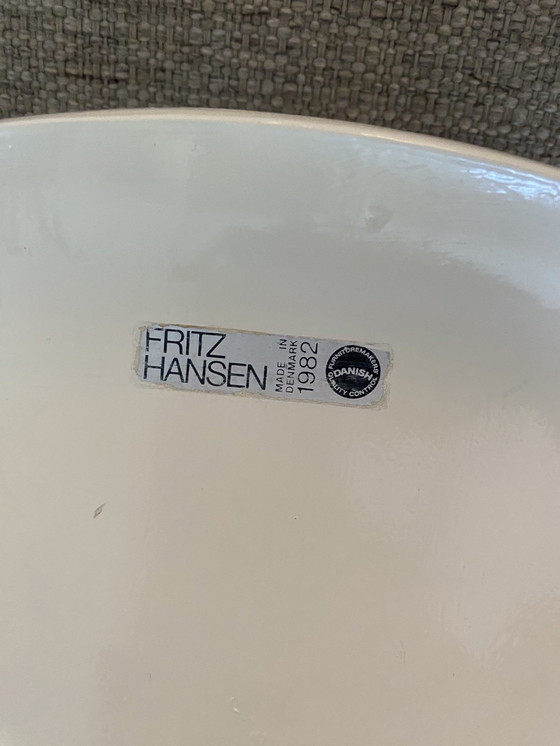 FRITZ
HANSEN
MADE IN
DENMARK
1982
FURNITUREMAKERS
DANISH
QUALITY CONTROL